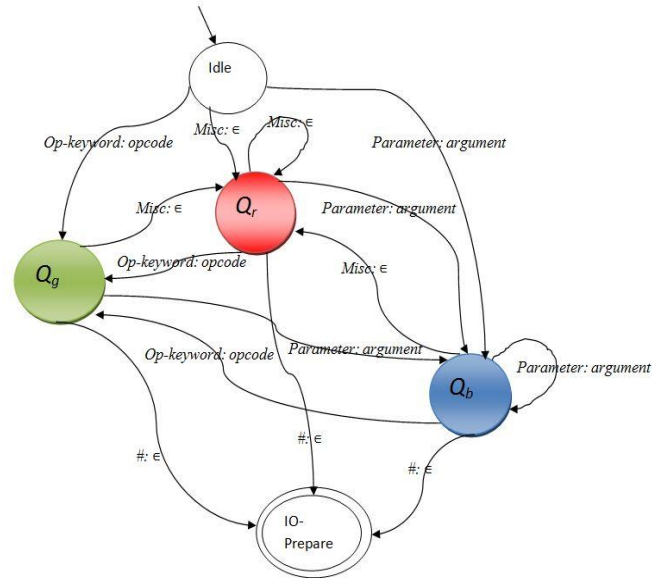 Idle
Misc: ∈
Misc: ∈
Op-keyword: opcode
Parameter: argument
Qr
Misc: ∈
Parameter: argument
Op-keyword: opcode
Misc: ∈
Qg
Parameter: argument
Op-keyword: opcode
Parameter: argument
Qb
#: ∈
#: ∈
#: ∈
IO-
Prepare